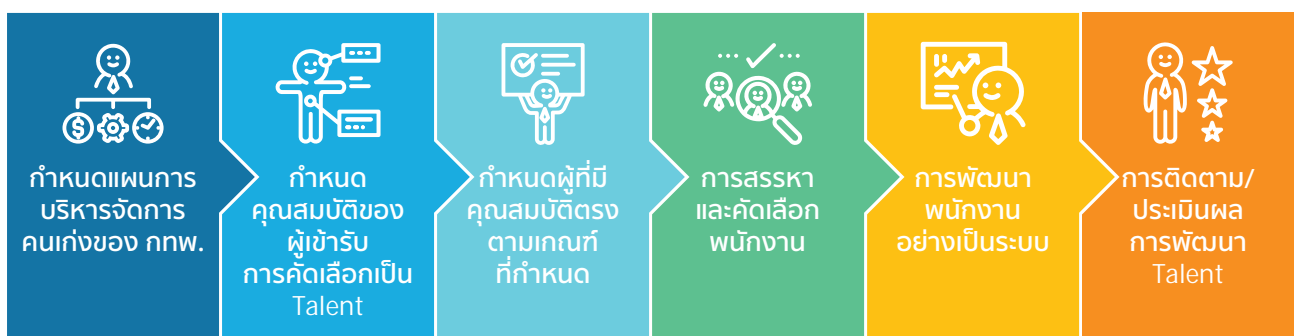 กำหนดแผนการ
บริหารจัดการ
คนเก่งของ กทพ.
กำหนด
คุณสมบัติของ
ผู้เข้ารับ
การคัดเลือกเป็น
Talent
กำหนดผู้ที่มี
คุณสมบัติตรง
ตามเกณฑ์
ที่กำหนด
การสรรหา
และคัดเลือก
พนักงาน
การพัฒนา
พนักงาน
อย่างเป็นระบบ
การติดตาม/
ประเมินผล
การพัฒนา
Talent